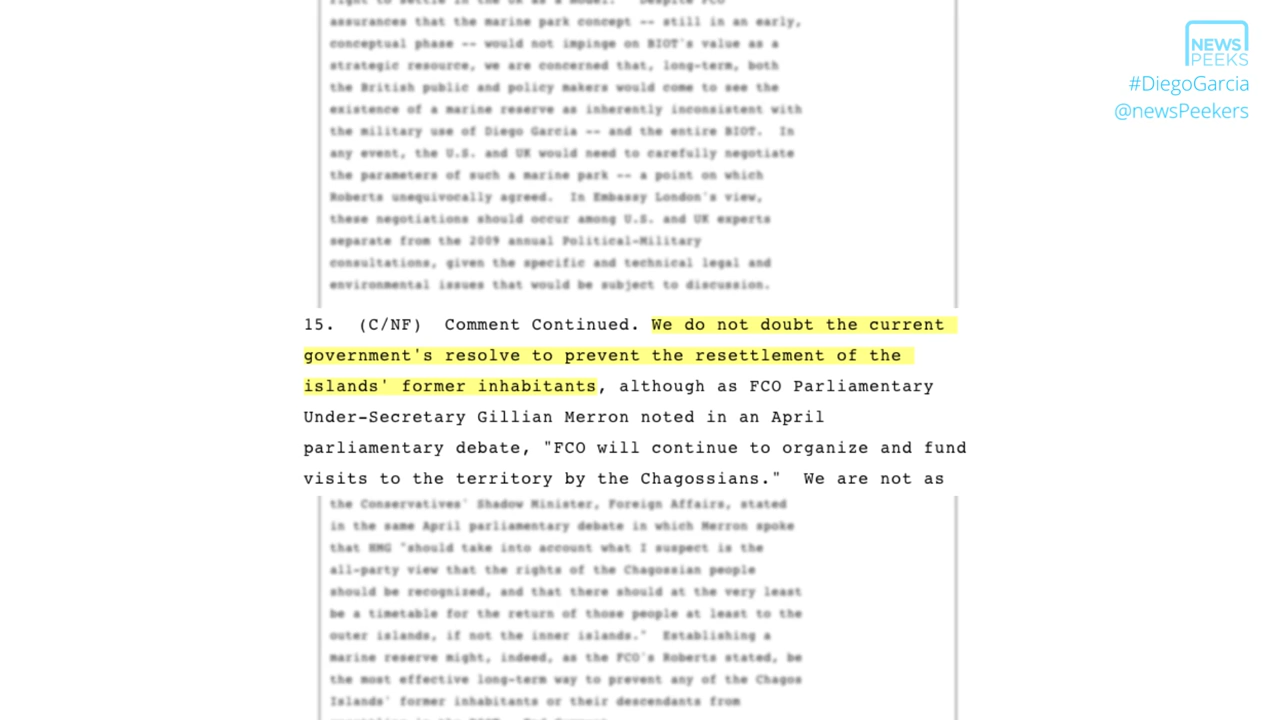 right to settle in the UK as a model. Despite FCO
assurances that the marine park concept -- still in an early,
conceptual phase -- would not impinge on BIOT's value as a
strategic resource, we are concerned that, long-term, both
the British public and policy makers would come to see the
existence of a marine reserve as inherently inconsistent with
the military use of Diego Garcia -- and the entire BIOT. In
any event, the U.S. and UK would need to carefully negotiate
the parameters of such a marine park -- a point on which
Roberts unequivocally agreed. In Embassy London's view,
these negotiations should occur among U.S. and UK experts
separate from the 2009 annual Political-Military
consultations, given the specific and technical legal and
environmental issues that would be subject to discussion.
15. (C/NF) Comment Continued. We do not doubt the current
government's resolve to prevent the resettlement of the
islands' former inhabitants, although as FCO Parliamentary
Under-Secretary Gillian Merron noted in an April
parliamentary debate, "FCO will continue to organize and fund
visits to the territory by the Chagossians." We are not as
the Conservatives' Shadow Minister, Foreign Affairs, stated
in the same April parliamentary debate in which Merron spoke
that HMG "should take into account what I suspect is the
all-party view that the rights of the Chagossian people
should be recognized, and that there should at the very least
be a timetable for the return of those people at least to the
outer islands, if not the inner islands." Establishing a
marine reserve might, indeed, as the FCO's Roberts stated, be
the most effective long-term way to prevent any of the Chagos
Islands' former inhabitants or their descendants from
NEWS
PEEKS
#DiegoGarcia
@newsPeekers